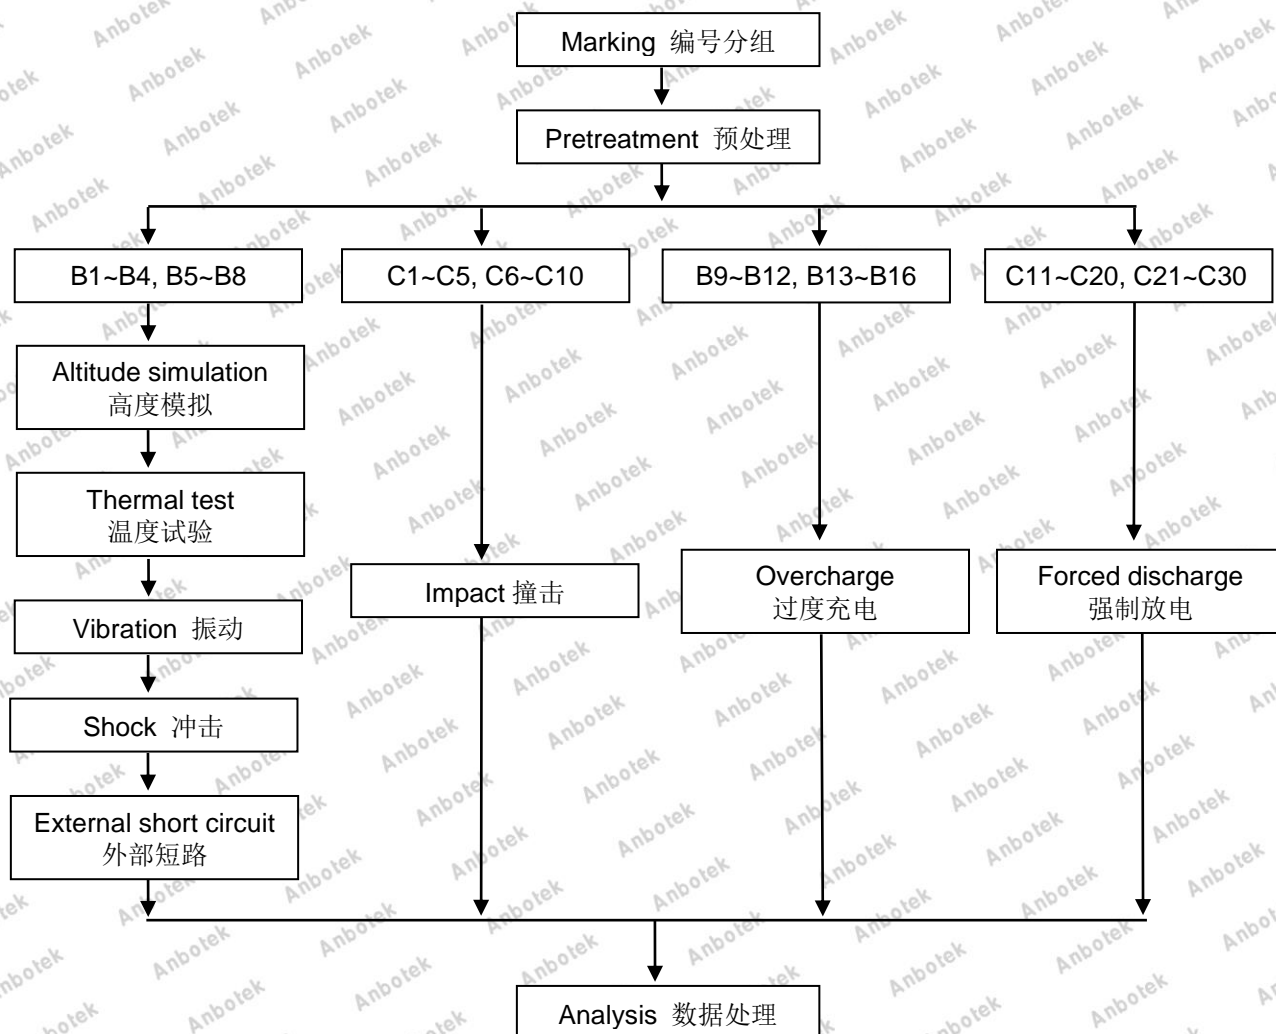 Marking 编号分组
Pretreatment 预处理
B1~B4, B5~B8
C1~C5, C6~C10
B9~B12, B13~B16
C11~C20, C21~C30
Altitude simulation
高度模拟
Thermal test
温度试验
Vibration 振动
Shock 冲击
External short circuit
外部短路
Impact 撞击
Overcharge
过度充电
Forced discharge
强制放电
Analysis 数据处理
Anbotek